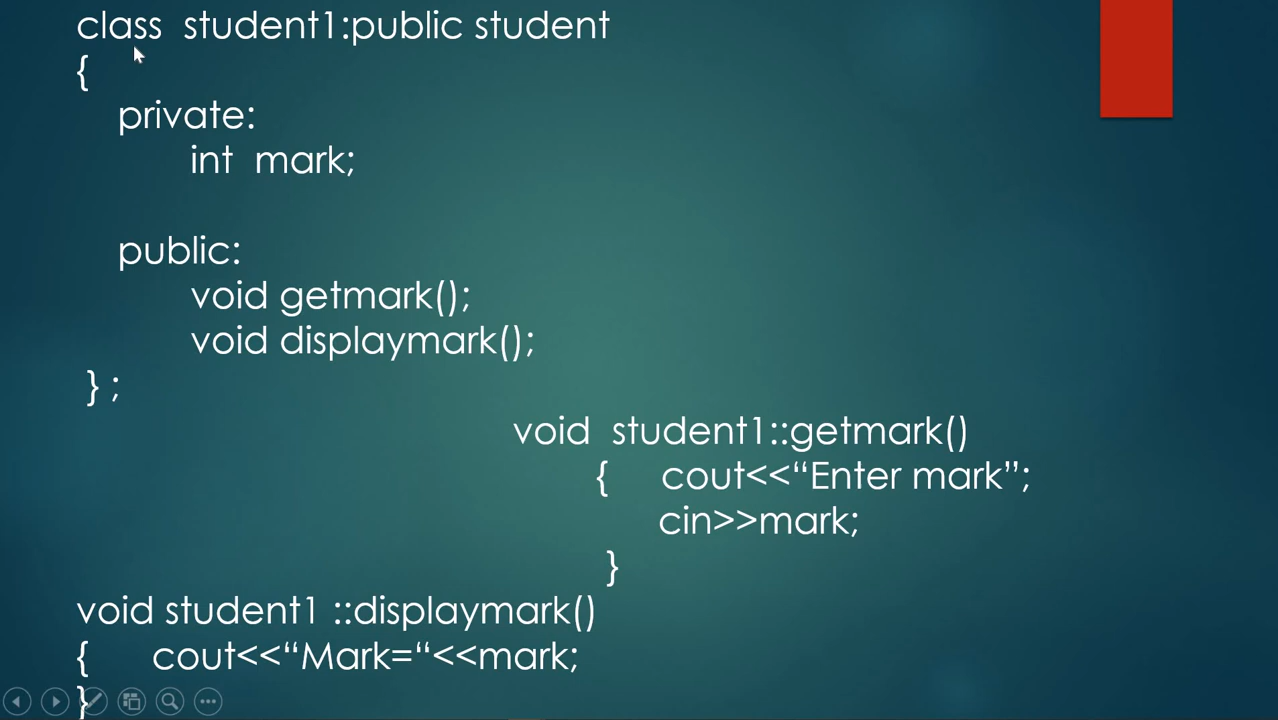 class student1:public student
{
private:
int mark;
public:
void getmark();
void displaymark();
} ;
void student1::getmark()
{ cout<<“Enter mark”;
cin>>mark;
}
void student1 ::displaymark()
{ cout<<“Mark=“<<mark;
}